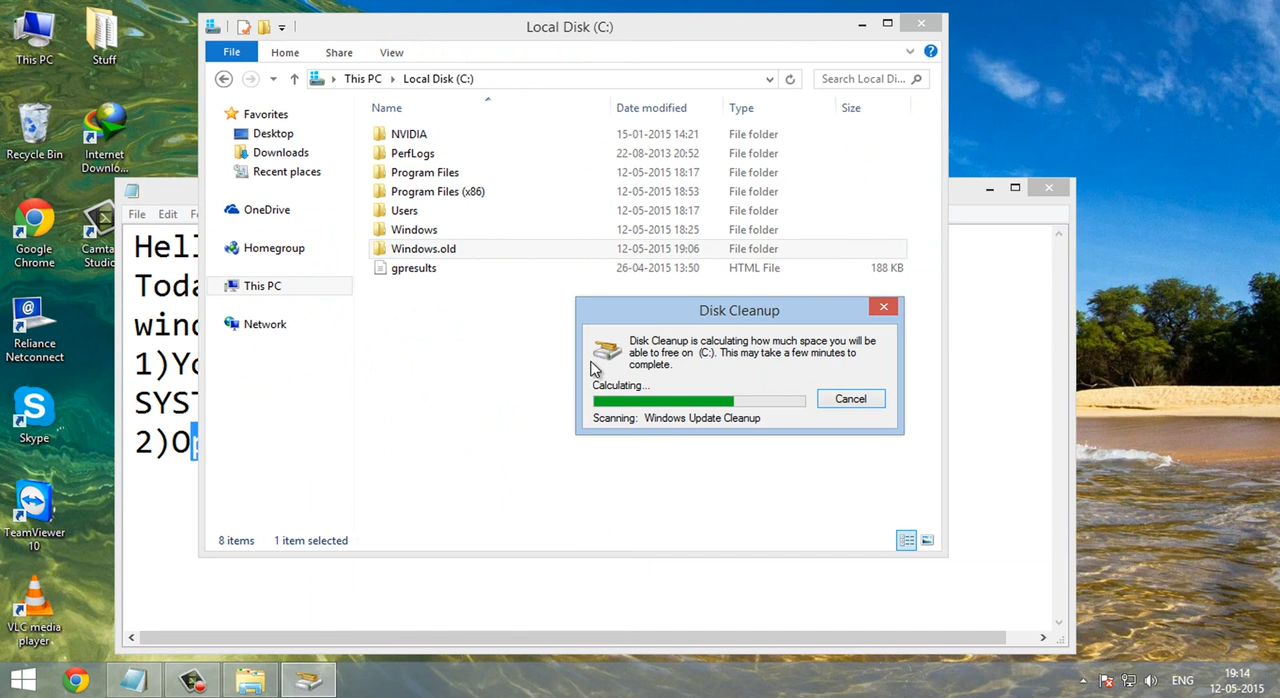 This PC
Stuff
Recycle Bin
Internet
Downlo...
Google
Chrome
Camta
Studio
Reliance
Netconnect
Skype
TeamViewer
10
VLC media
player
Local Disk (C:)
File Home Share View
This PC Local Disk (C:)
Search Local Di...
Favorites
Desktop
Downloads
Recent places
OneDrive
Homegroup
This PC
Network
Name Date modified Type Size
NVIDIA 15-01-2015 14:21 File folder
PerfLogs 22-08-2013 20:52 File folder
Program Files 12-05-2015 18:17 File folder
Program Files (x86) 12-05-2015 18:53 File folder
Users 12-05-2015 18:17 File folder
Windows 12-05-2015 18:25 File folder
Windows.old 12-05-2015 19:06 File folder
gpresults 26-04-2015 13:50 HTML File 188 KB
8 items 1 item selected
Disk Cleanup
Disk Cleanup is calculating how much space you will be
able to free on (C:). This may take a few minutes to
complete.
Calculating...
Cancel
Scanning: Windows Update Cleanup
File Edit
Hell
Toda
wind
1)Yo
SYST
2)Op
ENG
19:14
12-05-2015